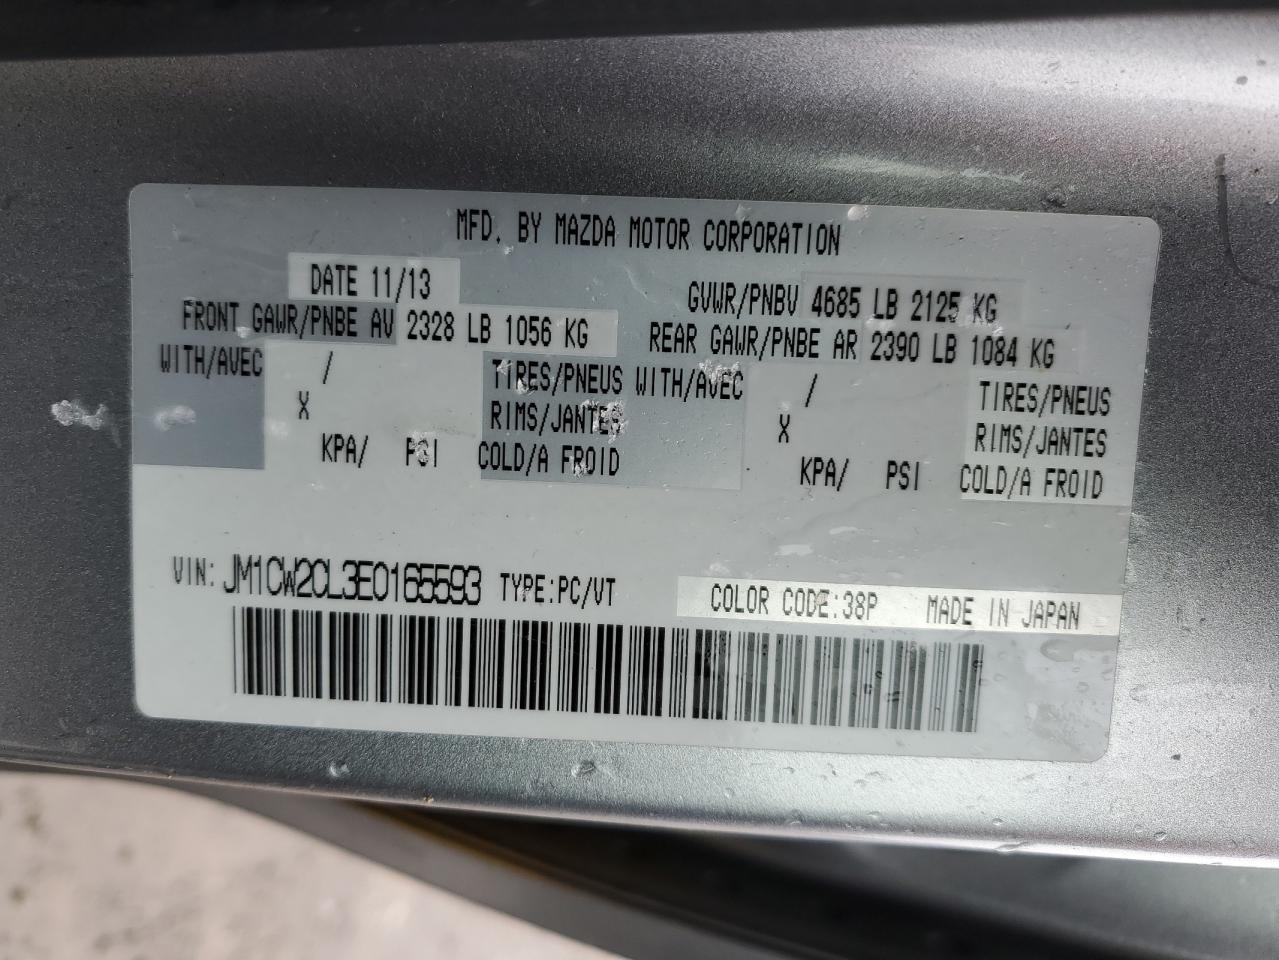 MFD. BY MAZDA MOTOR CORPORATION
DATE 11/13 GVWR/PNBV 4685 LB 2125 KG
FRONT GAWR/PNBE AV 2328 LB 1056 KG REAR GAWR/PNBE AR 2390 LB 1084 KG
WITH/AVEC / TIRES/PNEUS WITH/AVEC / TIRES/PNEUS
X RIMS/JANTES X RIMS/JANTES
KPA/ PSI COLD/A FROID KPA/ PSI COLD/A FROID
VIN: JM1CW2CL3E0165593 TYPE:PC/VT COLOR CODE:38P MADE IN JAPAN